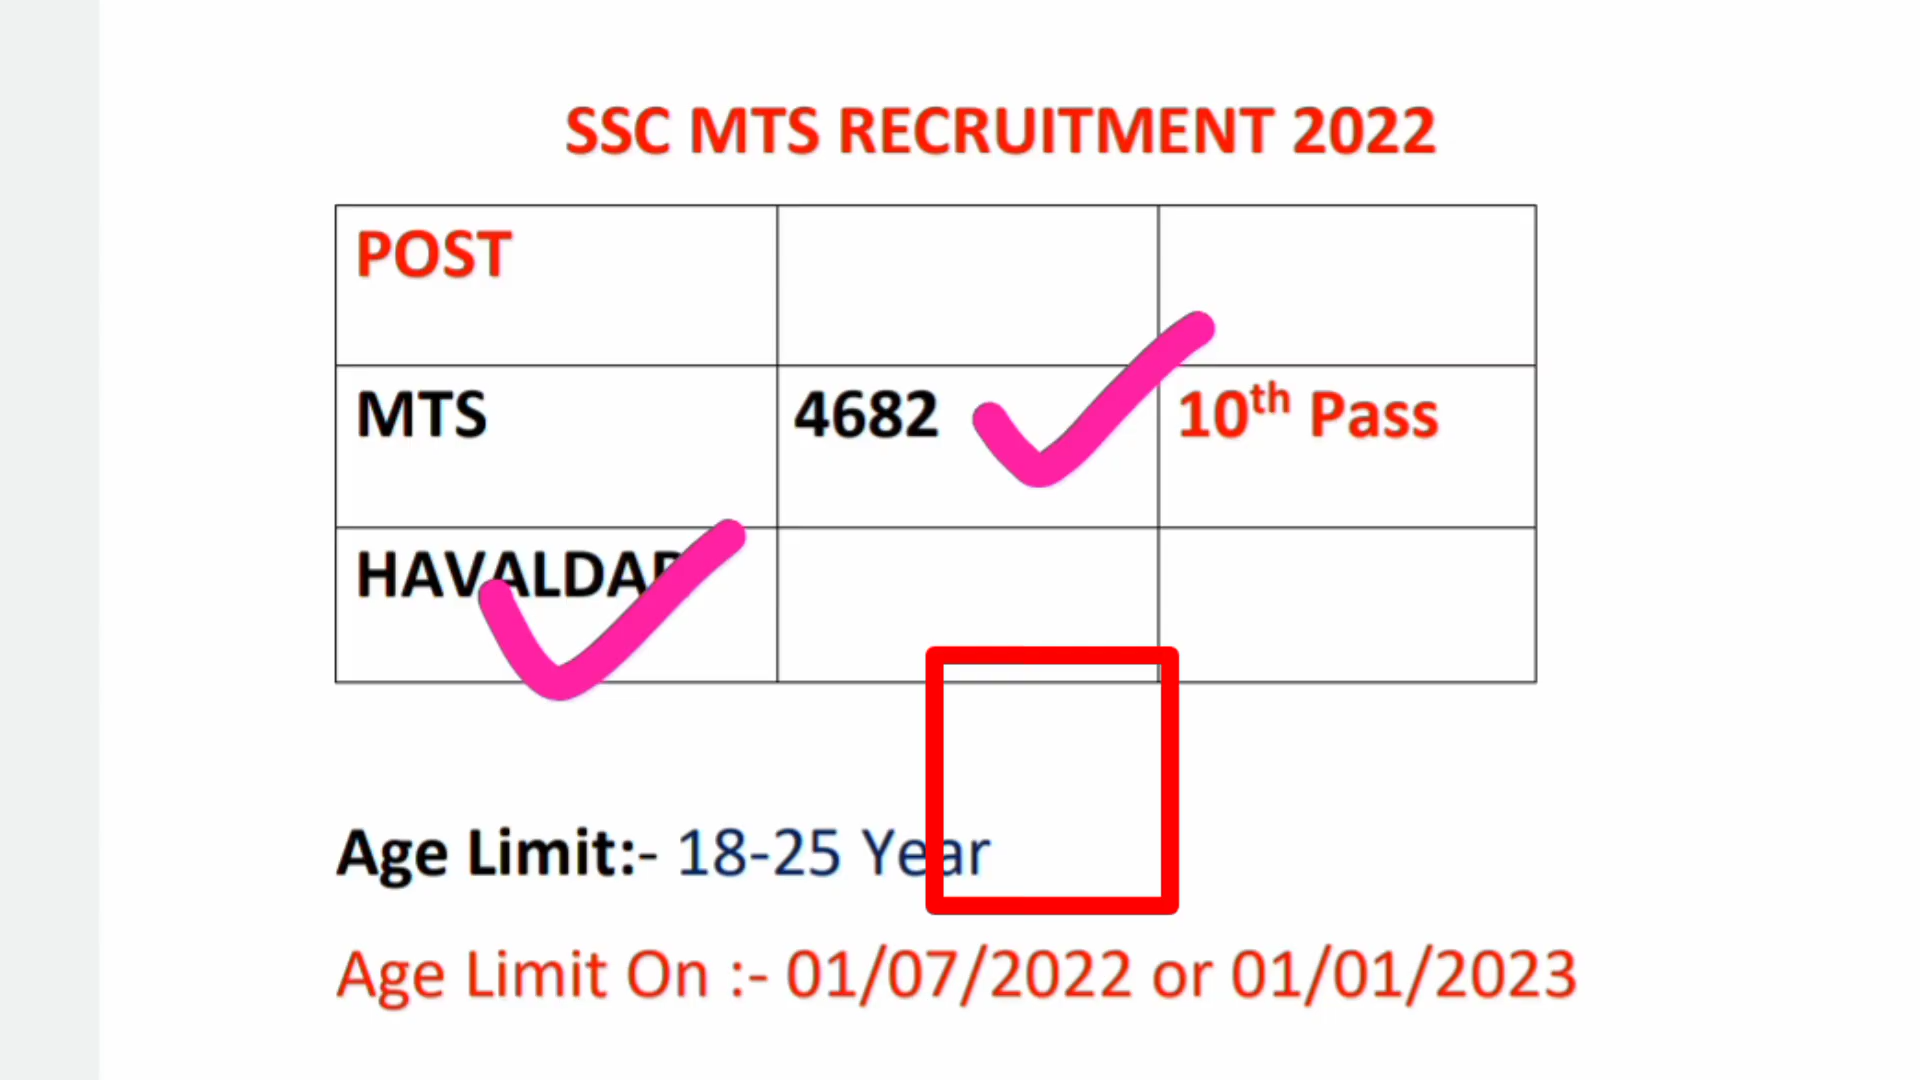 SSC MTS RECRUITMENT 2022
POST
MTS 4682 10th Pass
HAVALDAR
Age Limit:- 18-25 Year
Age Limit On :- 01/07/2022 or 01/01/2023